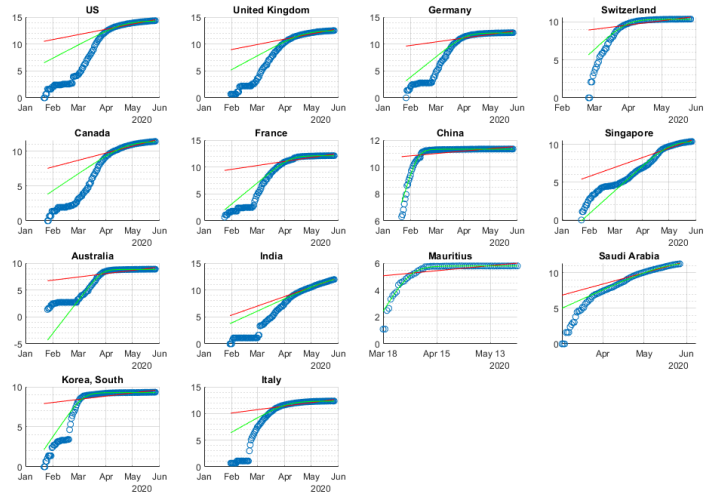 US
15
10
5
0
Jan Feb Mar Apr May Jun
2020
United Kingdom
15
10
5
0
Jan Feb Mar Apr May Jun
2020
Germany
15
10
5
0
Jan Feb Mar Apr May Jun
2020
Switzerland
10
5
0
Feb Mar Apr May Jun
2020
Canada
10
5
0
Jan Feb Mar Apr May Jun
2020
France
15
10
5
0
Jan Feb Mar Apr May Jun
2020
China
12
10
8
6
Jan Feb Mar Apr May Jun
2020
Singapore
10
5
0
Jan Feb Mar Apr May Jun
2020
Australia
10
5
0
-5
Jan Feb Mar Apr May Jun
2020
India
15
10
5
0
Jan Feb Mar Apr May Jun
2020
Mauritius
6
4
2
0
Mar 18 Apr 15 May 13
2020
Saudi Arabia
10
5
0
Apr May Jun
2020
Korea, South
10
5
0
Jan Feb Mar Apr May Jun
2020
Italy
15
10
5
0
Jan Feb Mar Apr May Jun
2020